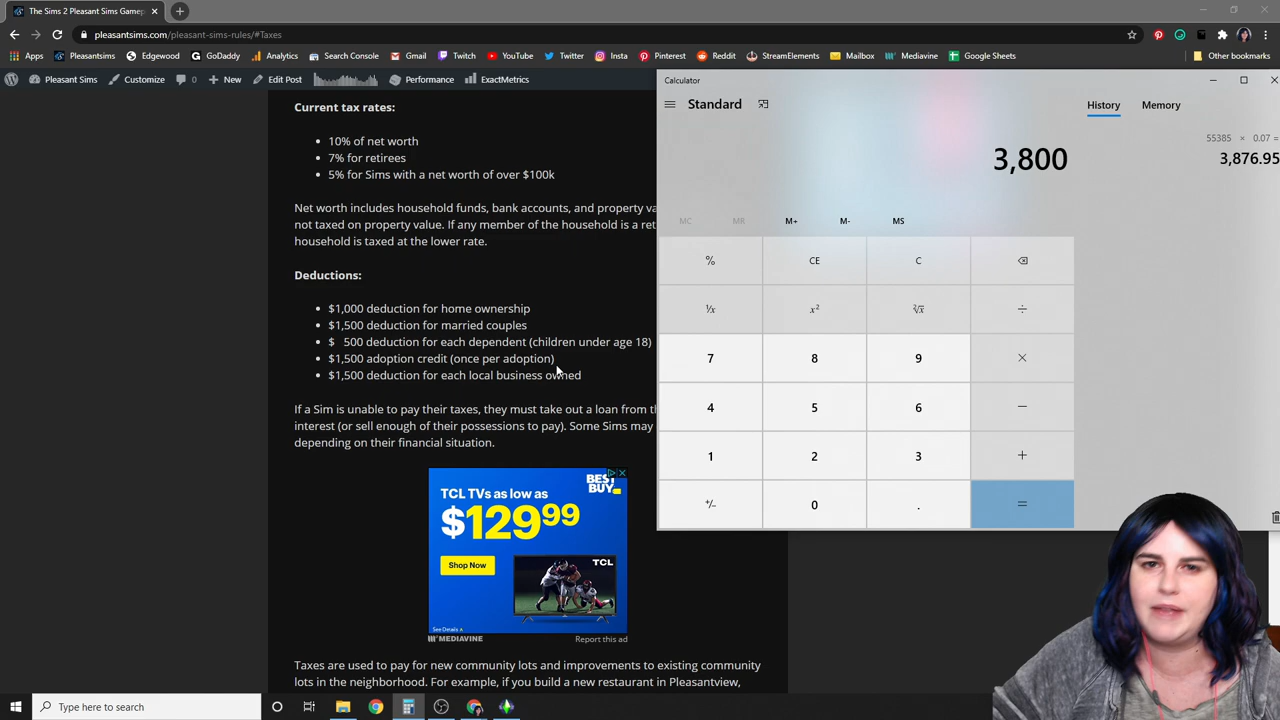 The Sims 2 Pleasant Sims Gamep
pleasantsims.com/pleasant-sims-rules/#Taxes
Apps Pleasantsims Edgewood GoDaddy Analytics Search Console Gmail Twitch YouTube Twitter Insta Pinterest Reddit StreamElements Mailbox Mediavine Google Sheets Other bookmarks
Pleasant Sims Customize 0 New Edit Post Performance ExactMetrics
Current tax rates:
10% of net worth
7% for retirees
5% for Sims with a net worth of over $100k
Net worth includes household funds, bank accounts, and property va
not taxed on property value. If any member of the household is a ret
household is taxed at the lower rate.
Deductions:
$1,000 deduction for home ownership
$1,500 deduction for married couples
$ 500 deduction for each dependent (children under age 18)
$1,500 adoption credit (once per adoption)
$1,500 deduction for each local business owned
If a Sim is unable to pay their taxes, they must take out a loan from th
interest (or sell enough of their possessions to pay). Some Sims may
depending on their financial situation.
TCL TVs as low as
$12999
BEST
BUY
Shop Now
TCL
See Details
MEDIAVINE
Report this ad
Taxes are used to pay for new community lots and improvements to existing community
lots in the neighborhood. For example, if you build a new restaurant in Pleasantview,
Calculator
Standard
History Memory
55385 × 0.07 =
3,876.95
3,800
MC MR M+ M- MS
% CE C
⅟x x² ²√x ÷
7 8 9 ×
4 5 6 −
1 2 3 +
+/− 0 . =
Type here to search